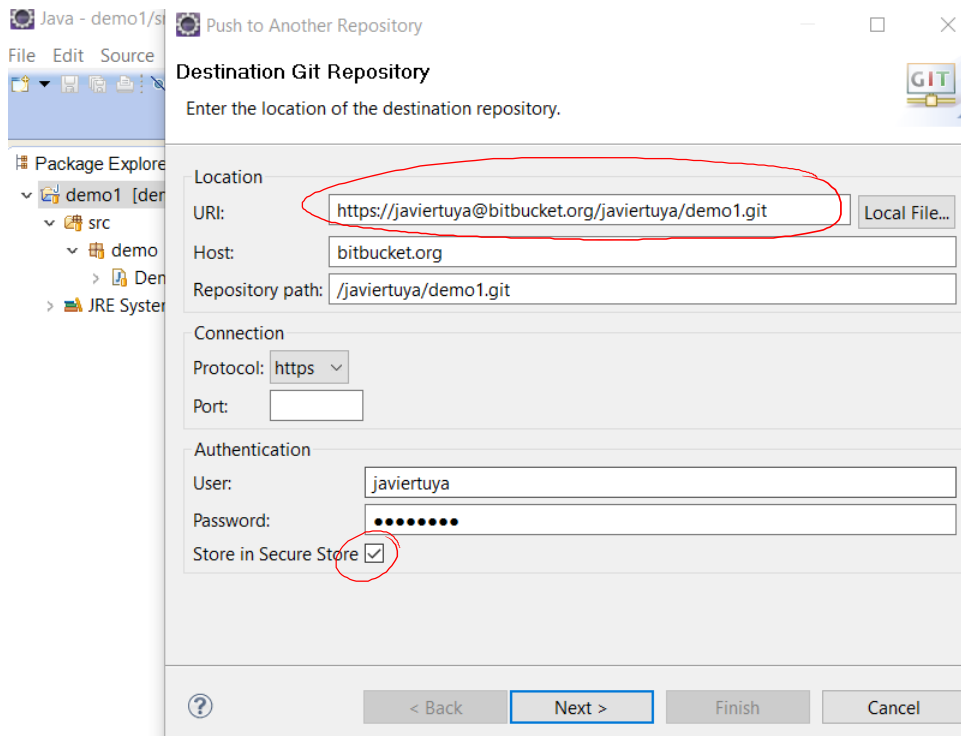 Java - demo1/si
File Edit Source
Package Explore
demo1 [der
src
demo
Den
JRE System
Push to Another Repository
Destination Git Repository
Enter the location of the destination repository.
GIT
Location
URI: https://javiertuya@bitbucket.org/javiertuya/demo1.git Local File...
Host: bitbucket.org
Repository path: /javiertuya/demo1.git
Connection
Protocol: https
Port:
Authentication
User: javiertuya
Password: ●●●●●●●●
Store in Secure Store
? < Back Next > Finish Cancel